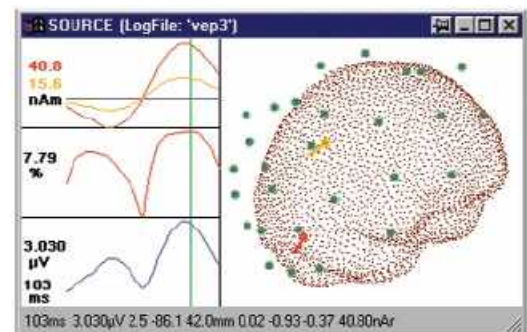 SOURCE (LogFile: 'vep3')
40.8
15.6
nAm
7.79
%
3.030
µV
103
ms
103ms 3.030µV 2.5 -86.1 42.0mm 0.02 -0.93 -0.37 40.80nAr